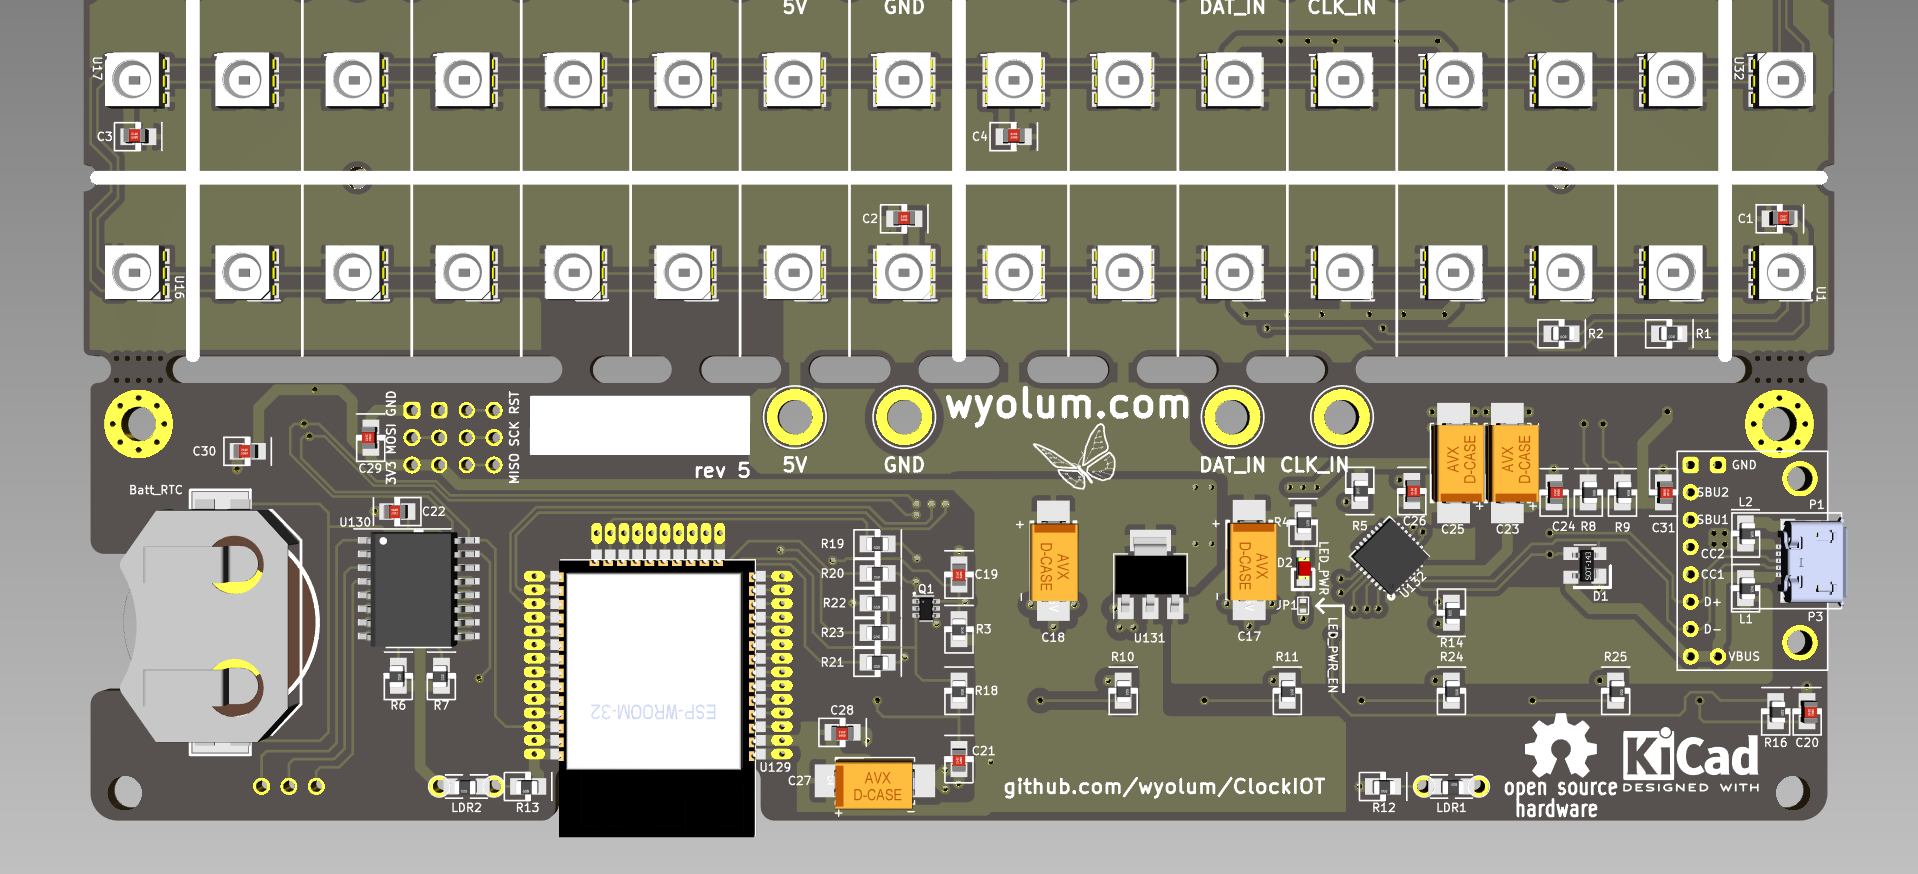 5V
GND
DAT_IN
CLK_IN
U17
U32
C3
C4
C2
C1
U16
U1
R2
R1
GND
MOSI
3V3
RST
SCK
MISO
wyolum.com
rev 5
5V
GND
DAT_IN
CLK_IN
C30
C29
Batt_RTC
U130
C22
R6
R7
R19
R20
R22
R23
R21
Q1
C19
R3
R18
C28
C21
C27
AVX
D-CASE
U129
ESP-WROOM-32
LDR2
R13
AVX
D-CASE
C18
U131
AVX
D-CASE
C17
R4
D2
LED_PWR
JP1
LED_PWR_EN
R5
C26
U132
AVX
D-CASE
C25
AVX
D-CASE
C23
C24
R8
R9
C31
SOT-143
D1
R14
R10
R11
R24
R25
GND
SBU2
SBU1
CC2
CC1
D+
D-
VBUS
L2
L1
P1
P3
R16
C20
github.com/wyolum/ClockIOT
R12
LDR1
open source
hardware
KiCad
DESIGNED WITH